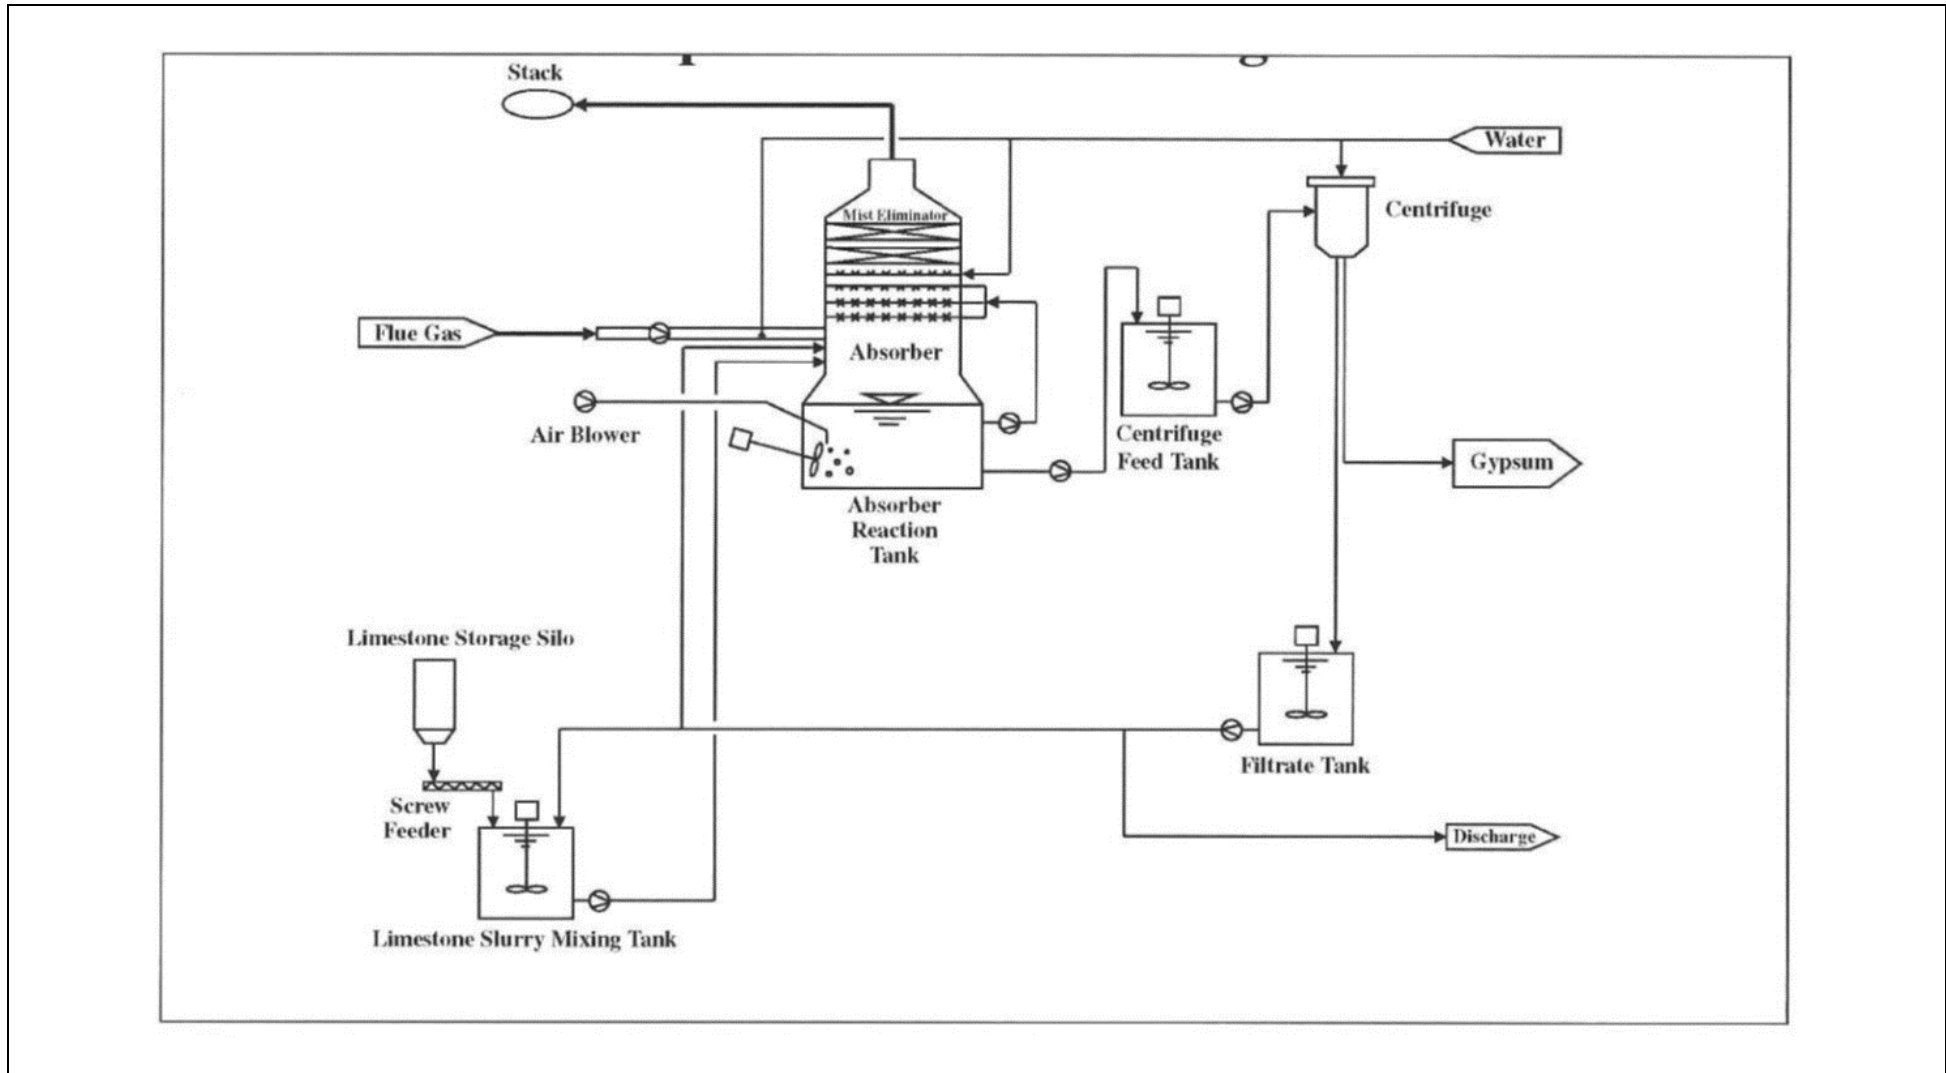 Stack
Water
Mist Eliminator
Centrifuge
Flue Gas
Absorber
Air Blower
Centrifuge
Feed Tank
Gypsum
Absorber
Reaction
Tank
Limestone Storage Silo
Filtrate Tank
Screw
Feeder
Discharge
Limestone Slurry Mixing Tank